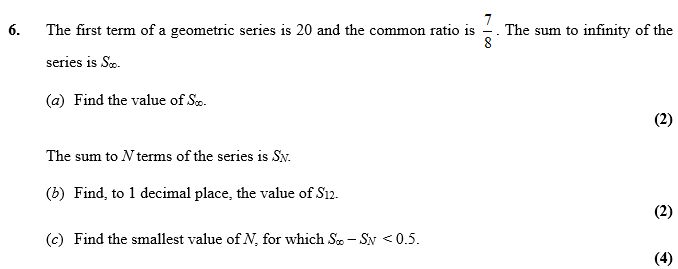 6. The first term of a geometric series is 20 and the common ratio is 7/8. The sum to infinity of the
series is S∞.
(a) Find the value of S∞.
(2)
The sum to N terms of the series is SN.
(b) Find, to 1 decimal place, the value of S12.
(2)
(c) Find the smallest value of N, for which S∞ − SN < 0.5.
(4)